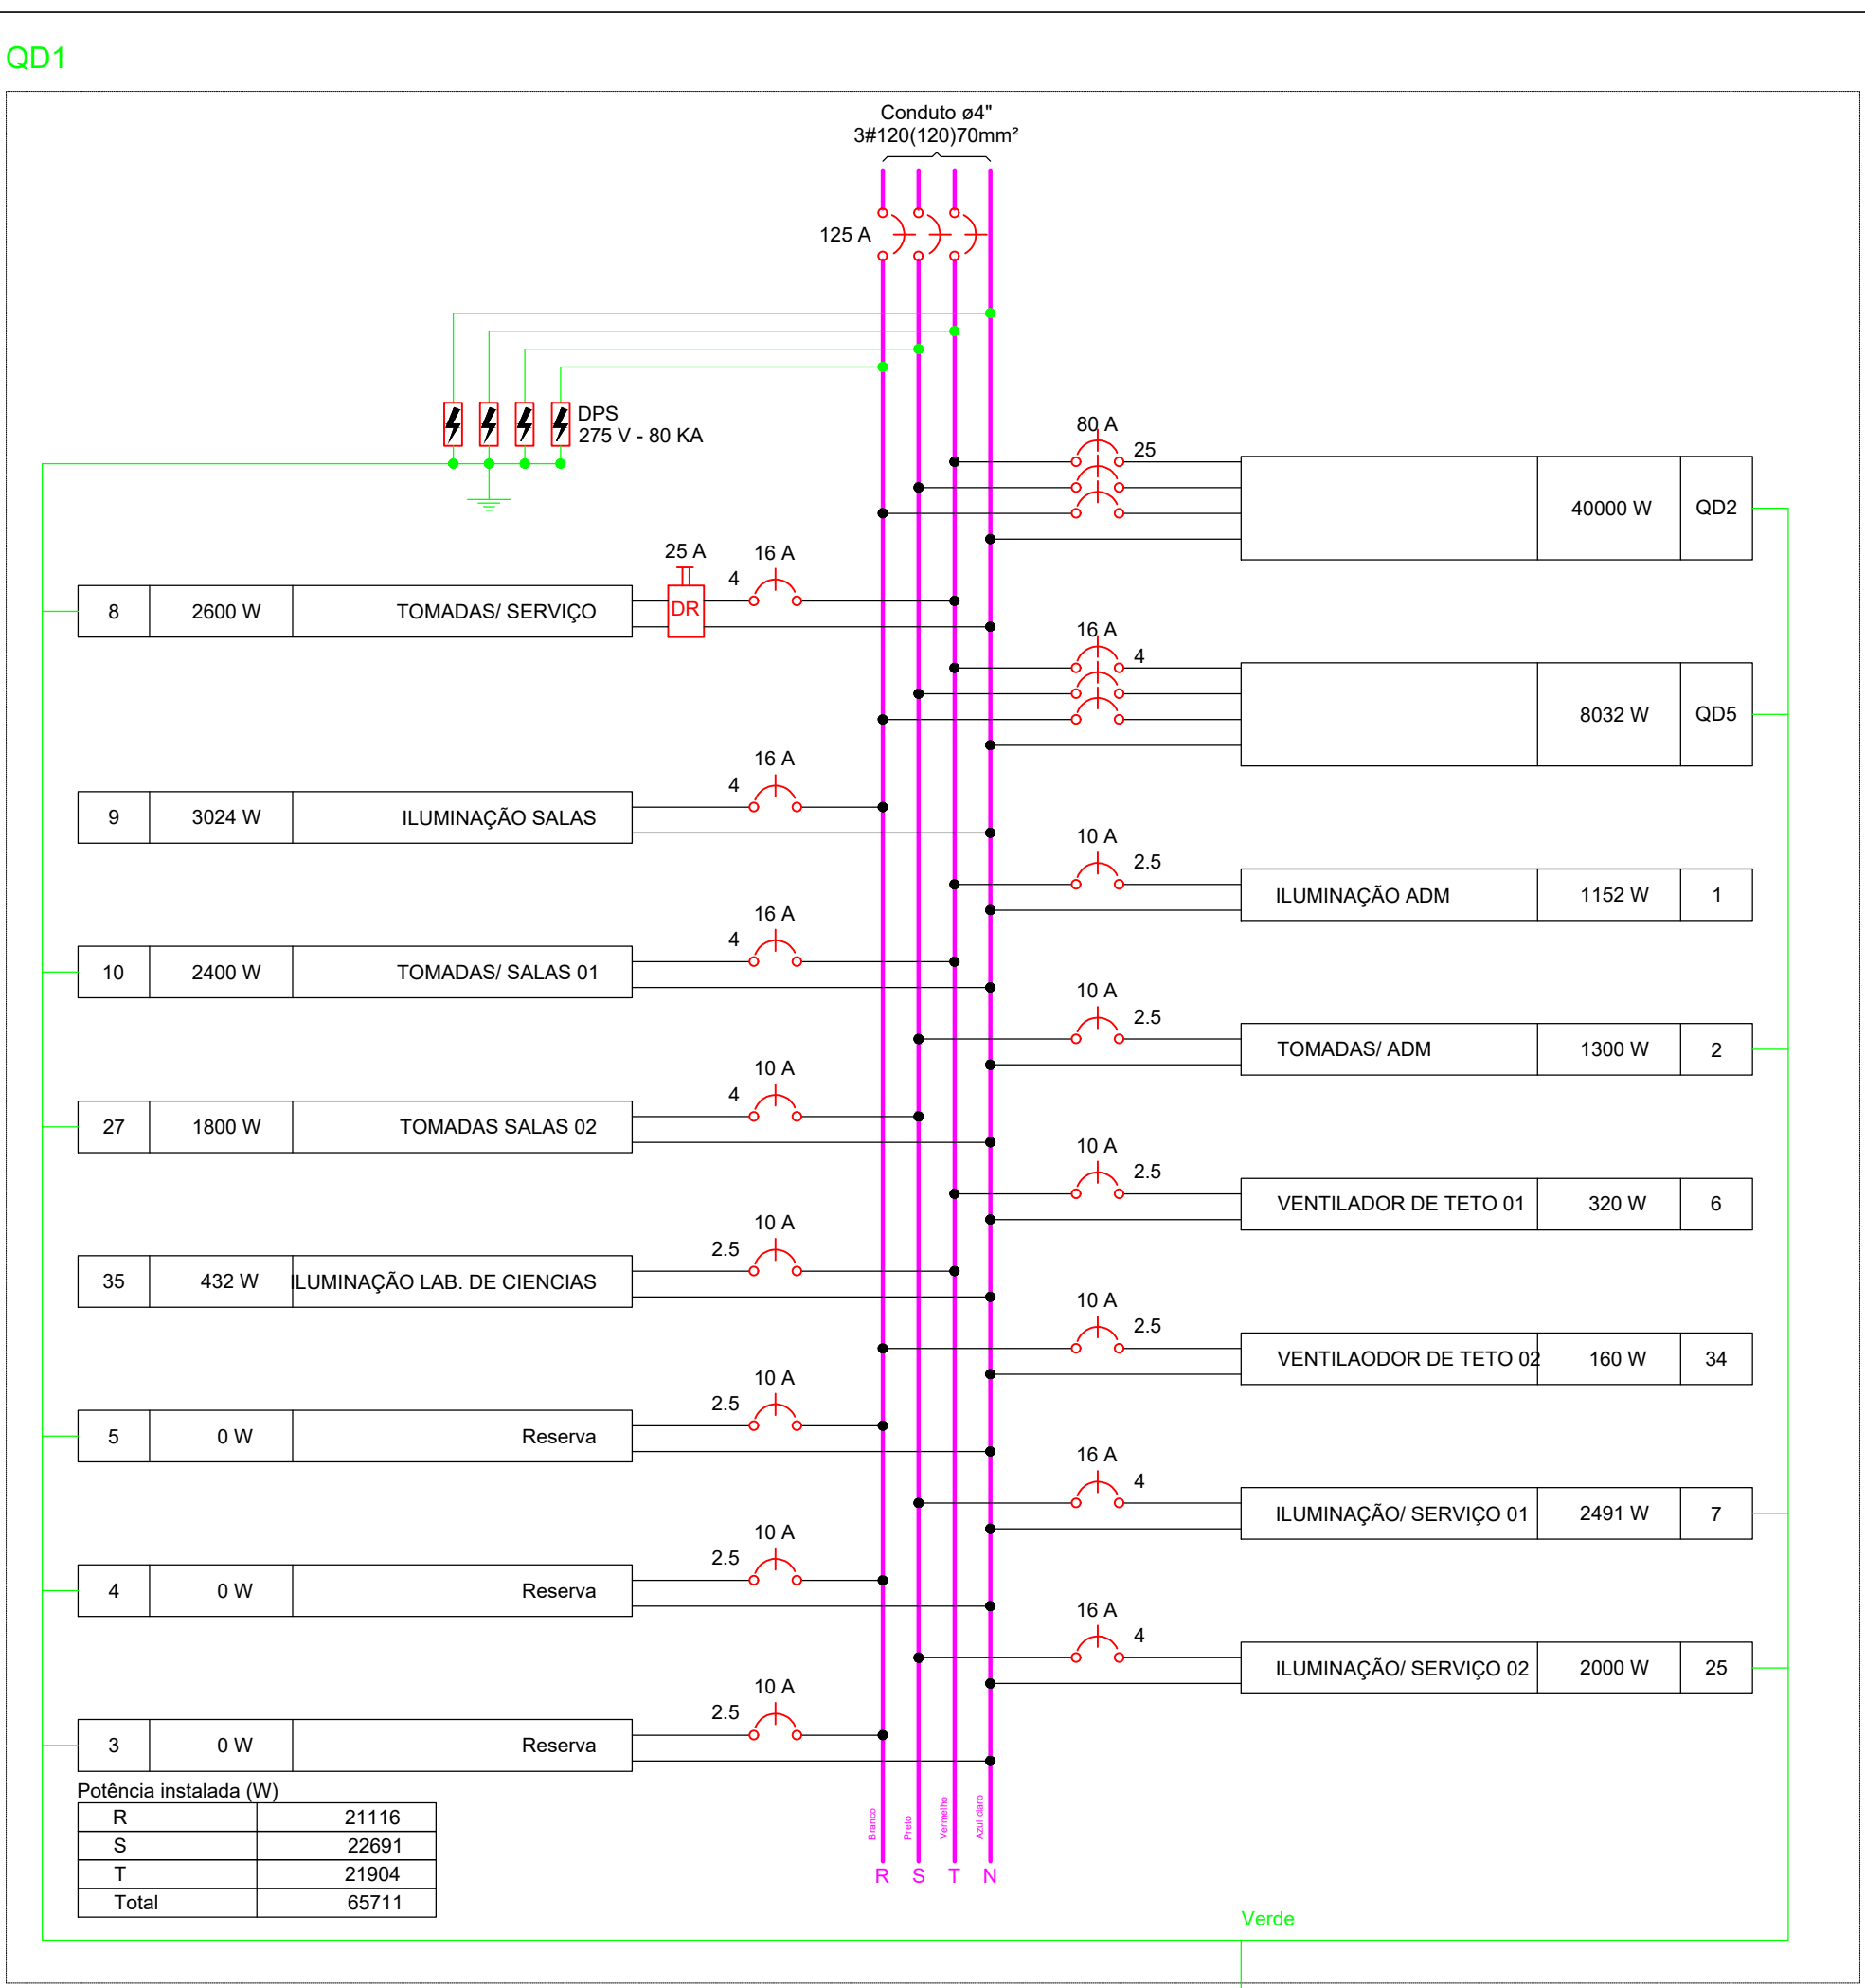 QD1
Conduto ø4"
3#120(120)70mm²
125 A
DPS
275 V - 80 KA
80 A
25
40000 W QD2
25 A 16 A
4
8 2600 W TOMADAS/ SERVIÇO DR
16 A
4
8032 W QD5
16 A
4
9 3024 W ILUMINAÇÃO SALAS
10 A
2.5
ILUMINAÇÃO ADM 1152 W 1
16 A
4
10 2400 W TOMADAS/ SALAS 01
10 A
2.5
TOMADAS/ ADM 1300 W 2
10 A
4
27 1800 W TOMADAS SALAS 02
10 A
2.5
VENTILADOR DE TETO 01 320 W 6
10 A
2.5
35 432 W ILUMINAÇÃO LAB. DE CIENCIAS
10 A
2.5
VENTILAODOR DE TETO 02 160 W 34
10 A
2.5
5 0 W Reserva
16 A
4
ILUMINAÇÃO/ SERVIÇO 01 2491 W 7
10 A
2.5
4 0 W Reserva
16 A
4
ILUMINAÇÃO/ SERVIÇO 02 2000 W 25
10 A
2.5
3 0 W Reserva
Potência instalada (W)
R 21116
S 22691
T 21904
Total 65711
Branco
Preto
Vermelho
Azul claro
R S T N
Verde